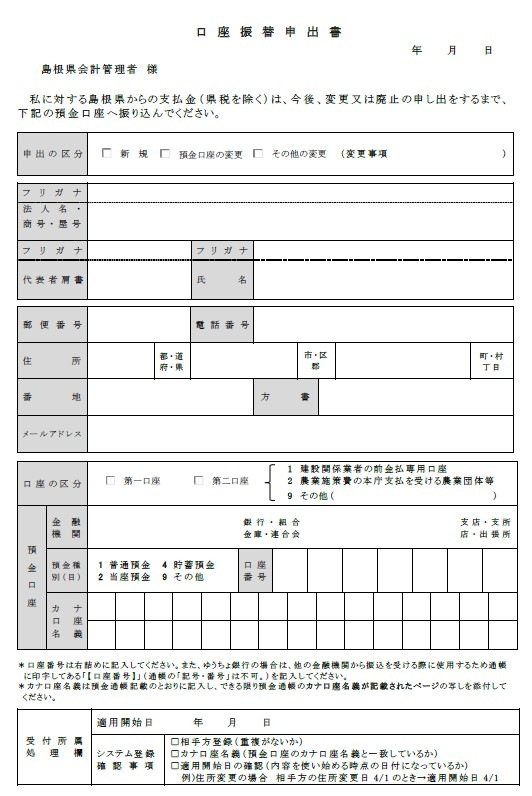 口 座 振 替 申 出 書
年　　月　　日
島根県会計管理者 様
私に対する島根県からの支払金（県税を除く）は、今後、変更又は廃止の申し出をするまで、
下記の預金口座へ振り込んでください。
申出の区分　□ 新 規　□ 預金口座の変更　□ その他の変更　（変更事項　　　　　　）
フリガナ
法人名・
商号・屋号
フリガナ　フリガナ
代表者肩書　氏　　名
郵便番号　電話番号
住　　所　都・道　市・区　町・村
府・県　郡　丁目
番　　地　方　　書
メールアドレス
口座の区分　□ 第一口座　□ 第二口座
1 建設関係業者の前金払専用口座
2 農業施策費の本庁支払を受ける農業団体等
9 その他（　　　　　　）
預金口座
金融　銀行・組合　支店・支所
機関　金庫・連合会　店・出張所
預金種　1 普通預金　4 貯蓄預金　口座
別（目）　2 当座預金　9 その他　番号
カ ナ
口 座
名 義
＊口座番号は右詰めに記入してください。また、ゆうちょ銀行の場合は、他の金融機関から振込を受ける際に使用するため通帳
に印字してある「【口座番号】」（通帳の「記号・番号」は不可。）を記入してください。
＊カナ口座名義は預金通帳記載のとおりに記入し、できる限り預金通帳のカナ口座名義が記載されたページの写しを添付して
ください。
受付所属
処 理 欄
適用開始日　　年　　月　　日
システム登録
確認事項
□相手方登録（重複がないか）
□カナ口座名義（預金口座のカナ口座名義と一致しているか）
□適用開始日の確認（内容を使い始める時点の日付になっているか）
例）住所変更の場合　相手方の住所変更日 4/1 のとき→適用開始日 4/1